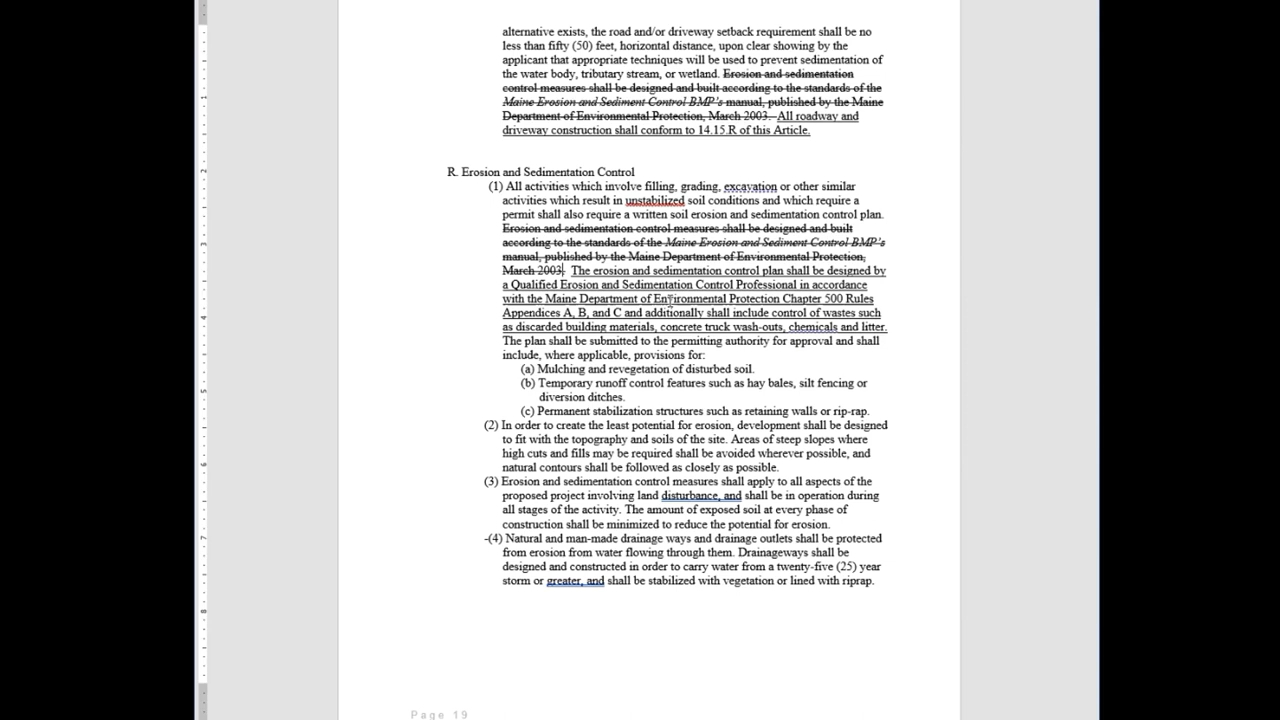 alternative exists, the road and/or driveway setback requirement shall be no
less than fifty (50) feet, horizontal distance, upon clear showing by the
applicant that appropriate techniques will be used to prevent sedimentation of
the water body, tributary stream, or wetland. Erosion and sedimentation
control measures shall be designed and built according to the standards of the
Maine Erosion and Sediment Control BMP's manual, published by the Maine
Department of Environmental Protection, March 2003. All roadway and
driveway construction shall conform to 14.15.R of this Article.
R. Erosion and Sedimentation Control
(1) All activities which involve filling, grading, excavation or other similar
activities which result in unstabilized soil conditions and which require a
permit shall also require a written soil erosion and sedimentation control plan.
Erosion and sedimentation control measures shall be designed and built
according to the standards of the Maine Erosion and Sediment Control BMP's
manual, published by the Maine Department of Environmental Protection,
March 2003. The erosion and sedimentation control plan shall be designed by
a Qualified Erosion and Sedimentation Control Professional in accordance
with the Maine Department of Environmental Protection Chapter 500 Rules
Appendices A, B, and C and additionally shall include control of wastes such
as discarded building materials, concrete truck wash-outs, chemicals and litter.
The plan shall be submitted to the permitting authority for approval and shall
include, where applicable, provisions for:
(a) Mulching and revegetation of disturbed soil.
(b) Temporary runoff control features such as hay bales, silt fencing or
diversion ditches.
(c) Permanent stabilization structures such as retaining walls or rip-rap.
(2) In order to create the least potential for erosion, development shall be designed
to fit with the topography and soils of the site. Areas of steep slopes where
high cuts and fills may be required shall be avoided wherever possible, and
natural contours shall be followed as closely as possible.
(3) Erosion and sedimentation control measures shall apply to all aspects of the
proposed project involving land disturbance, and shall be in operation during
all stages of the activity. The amount of exposed soil at every phase of
construction shall be minimized to reduce the potential for erosion.
-(4) Natural and man-made drainage ways and drainage outlets shall be protected
from erosion from water flowing through them. Drainageways shall be
designed and constructed in order to carry water from a twenty-five (25) year
storm or greater, and shall be stabilized with vegetation or lined with riprap.
Page 19